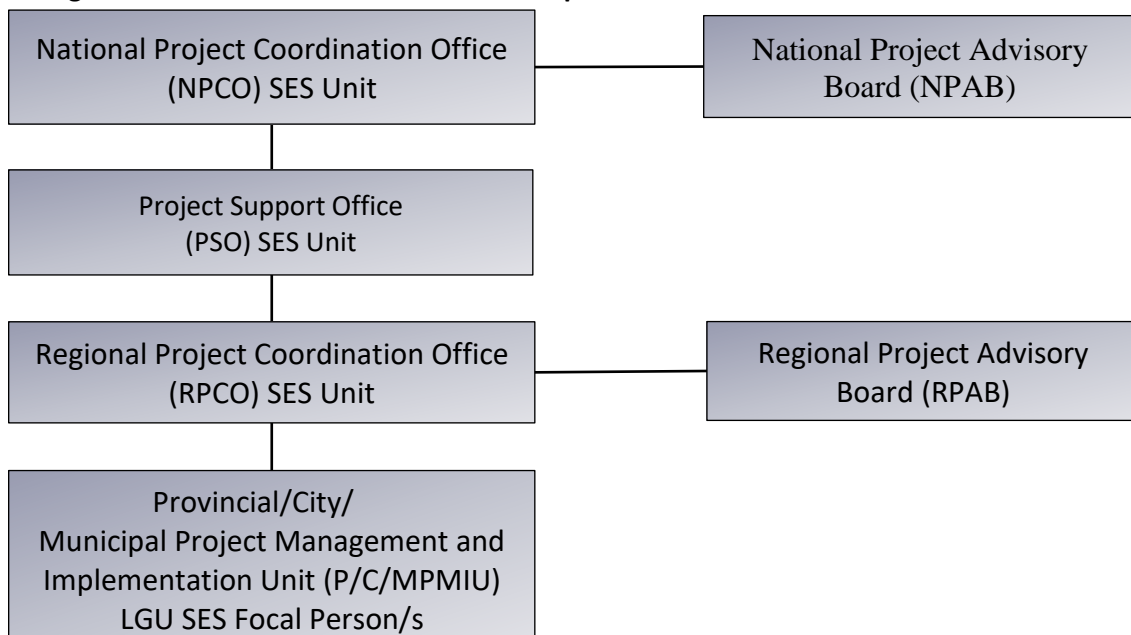 National Project Coordination Office
(NPCO) SES Unit
National Project Advisory
Board (NPAB)
Project Support Office
(PSO) SES Unit
Regional Project Coordination Office
(RPCO) SES Unit
Regional Project Advisory
Board (RPAB)
Provincial/City/
Municipal Project Management and
Implementation Unit (P/C/MPMIU)
LGU SES Focal Person/s